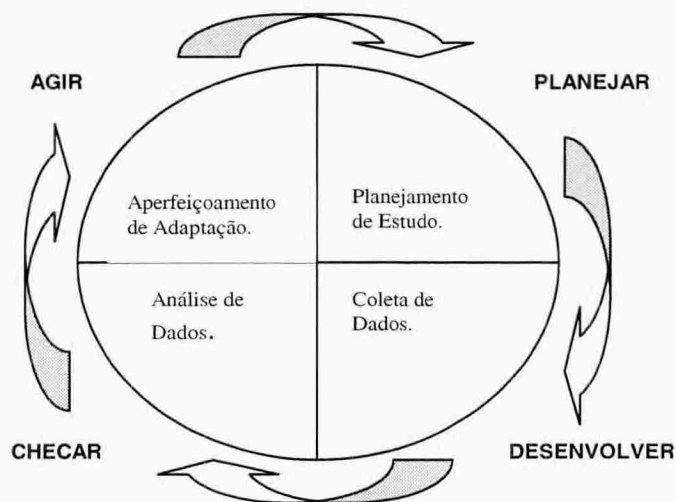 AGIR
PLANEJAR
Aperfeiçoamento
de Adaptação.
Planejamento
de Estudo.
Análise de
Dados.
Coleta de
Dados.
CHECAR
DESENVOLVER